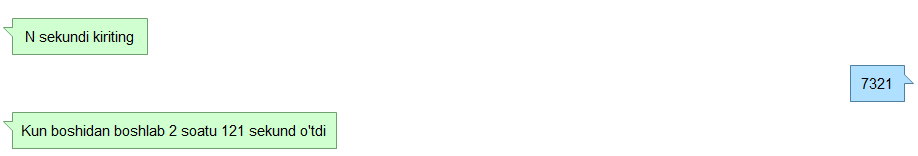 N sekundi kiriting
7321
Kun boshidan boshlab 2 soatu 121 sekund o'tdi